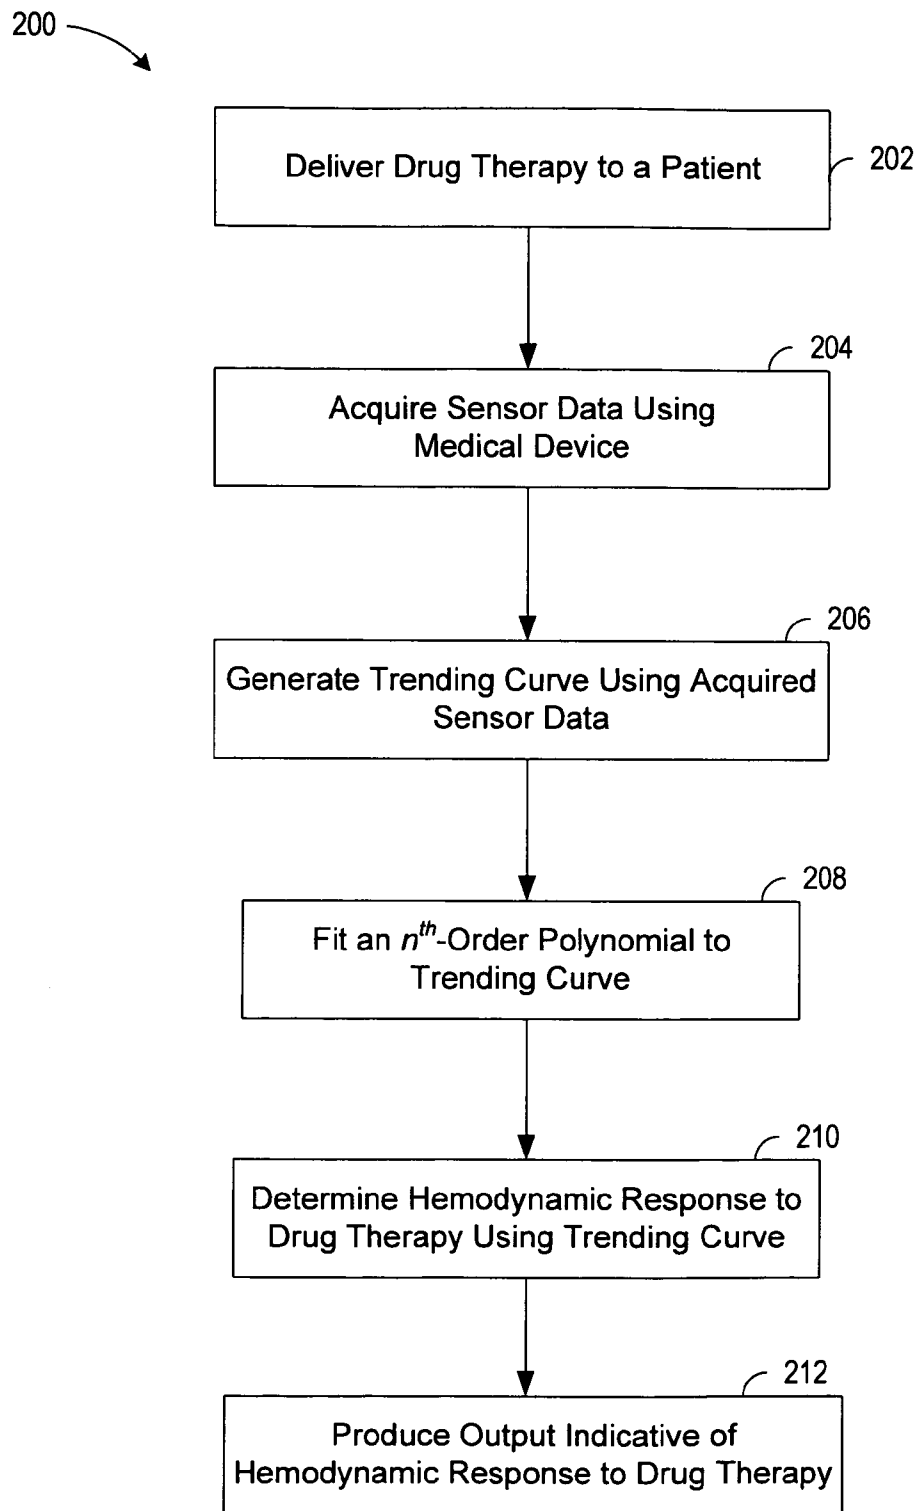 200
Deliver Drug Therapy to a Patient
202
204
Acquire Sensor Data Using
Medical Device
206
Generate Trending Curve Using Acquired
Sensor Data
208
Fit an nth-Order Polynomial to
Trending Curve
210
Determine Hemodynamic Response to
Drug Therapy Using Trending Curve
212
Produce Output Indicative of
Hemodynamic Response to Drug Therapy